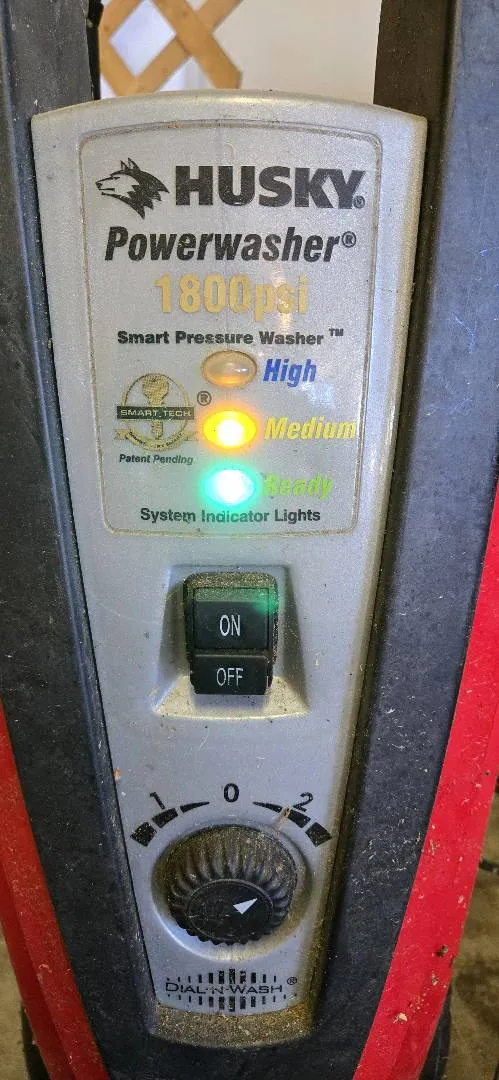 HUSKY®
Powerwasher®
1800psi
Smart Pressure Washer™
High
SMART TECH ®
Medium
Patent Pending
Ready
System Indicator Lights
ON
OFF
1 0 2
DIAL-N-WASH®